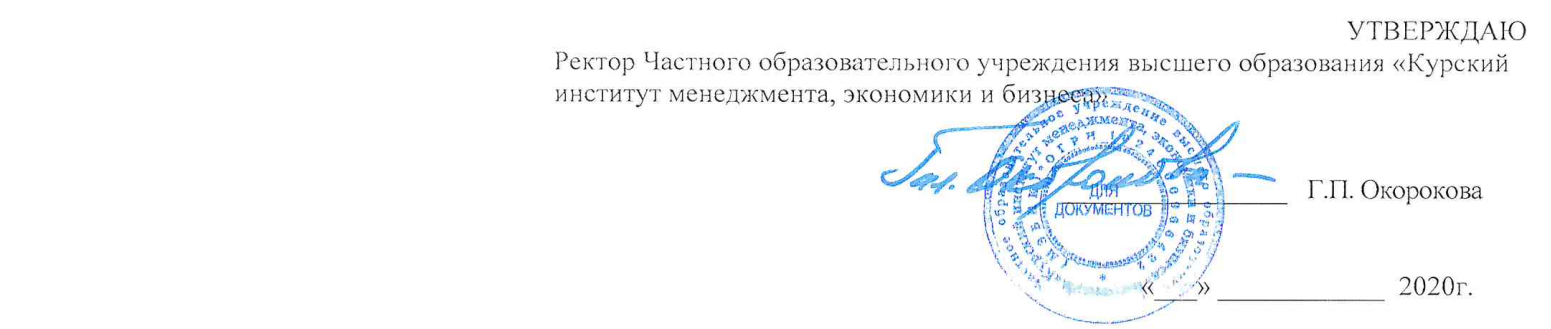 УТВЕРЖДАЮ
Ректор Частного образовательного учреждения высшего образования «Курский
институт менеджмента, экономики и бизнеса»
ДЛЯ
ДОКУМЕНТОВ
Г.П. Окорокова
«___» ____________ 2020г.